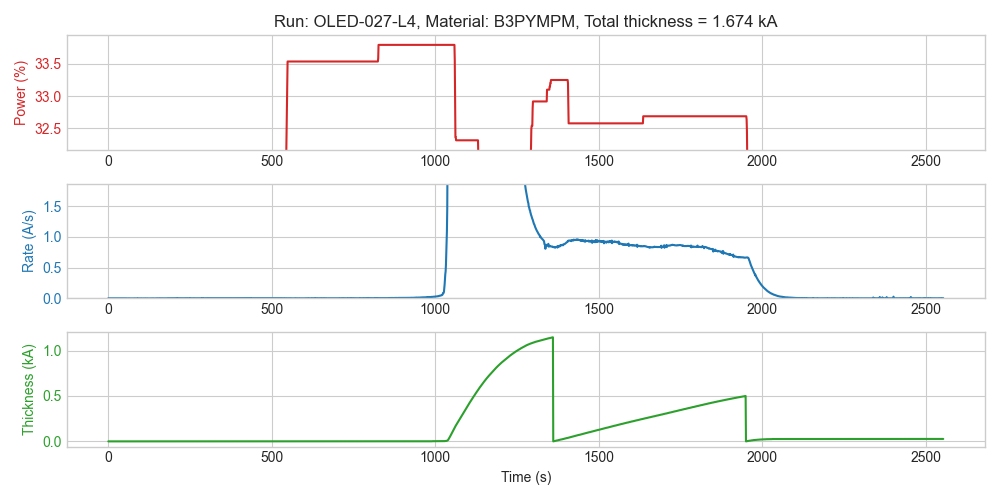 Run: OLED-027-L4, Material: B3PYMPM, Total thickness = 1.674 kA
Power (%)
33.5
33.0
32.5
0 500 1000 1500 2000 2500
Rate (A/s)
1.5
1.0
0.5
0.0
0 500 1000 1500 2000 2500
Thickness (kA)
1.0
0.5
0.0
0 500 1000 1500 2000 2500
Time (s)